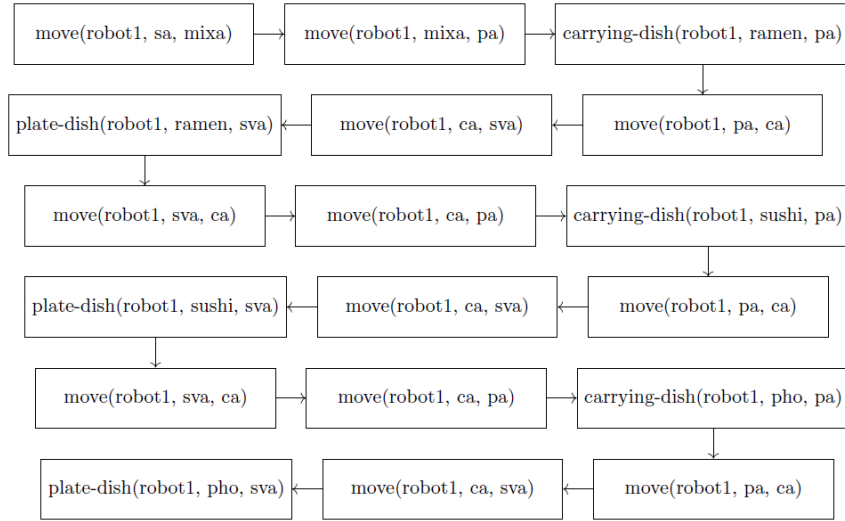 move(robot1, sa, mixa)
move(robot1, mixa, pa)
carrying-dish(robot1, ramen, pa)
move(robot1, pa, ca)
move(robot1, ca, sva)
plate-dish(robot1, ramen, sva)
move(robot1, sva, ca)
move(robot1, ca, pa)
carrying-dish(robot1, sushi, pa)
move(robot1, pa, ca)
move(robot1, ca, sva)
plate-dish(robot1, sushi, sva)
move(robot1, sva, ca)
move(robot1, ca, pa)
carrying-dish(robot1, pho, pa)
move(robot1, pa, ca)
move(robot1, ca, sva)
plate-dish(robot1, pho, sva)